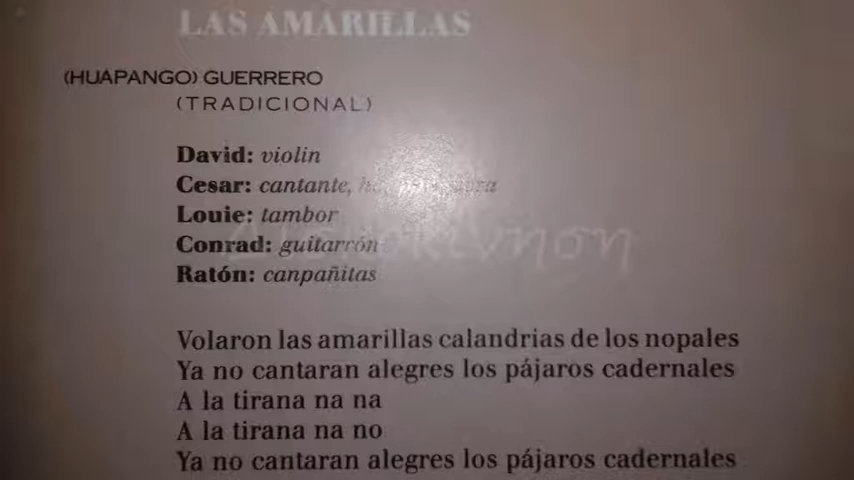 LAS AMARILLAS
(HUAPANGO) GUERRERO
(TRADICIONAL)
David: violin
Cesar: cantante,
Louie: tambor
Conrad: guitarrón
Ratón: canpañitas
Volaron las amarillas calandrias de los nopales
Ya no cantaran alegres los pájaros cadernales
A la tirana na na
A la tirana na no
Ya no cantaran alegres los pájaros cadernales